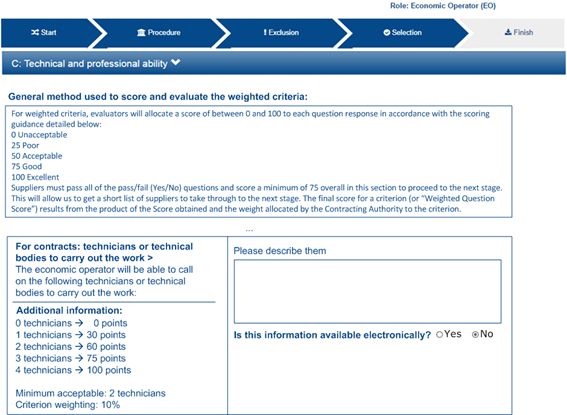 Role: Economic Operator (EO)
Start
Procedure
Exclusion
Selection
Finish
C: Technical and professional ability
General method used to score and evaluate the weighted criteria:
For weighted criteria, evaluators will allocate a score of between 0 and 100 to each question response in accordance with the scoring
guidance detailed below:
0 Unacceptable
25 Poor
50 Acceptable
75 Good
100 Excellent
Suppliers must pass all of the pass/fail (Yes/No) questions and score a minimum of 75 overall in this section to proceed to the next stage.
This will allow us to get a short list of suppliers to take through to the next stage. The final score for a criterion (or “Weighted Question
Score”) results from the product of the Score obtained and the weight allocated by the Contracting Authority to the criterion.
...
For contracts: technicians or technical
bodies to carry out the work >
The economic operator will be able to call
on the following technicians or technical
bodies to carry out the work:
Additional information:
0 technicians → 0 points
1 technicians → 30 points
2 technicians → 60 points
3 technicians → 75 points
4 technicians → 100 points
Minimum acceptable: 2 technicians
Criterion weighting: 10%
Please describe them
Is this information available electronically? Yes No